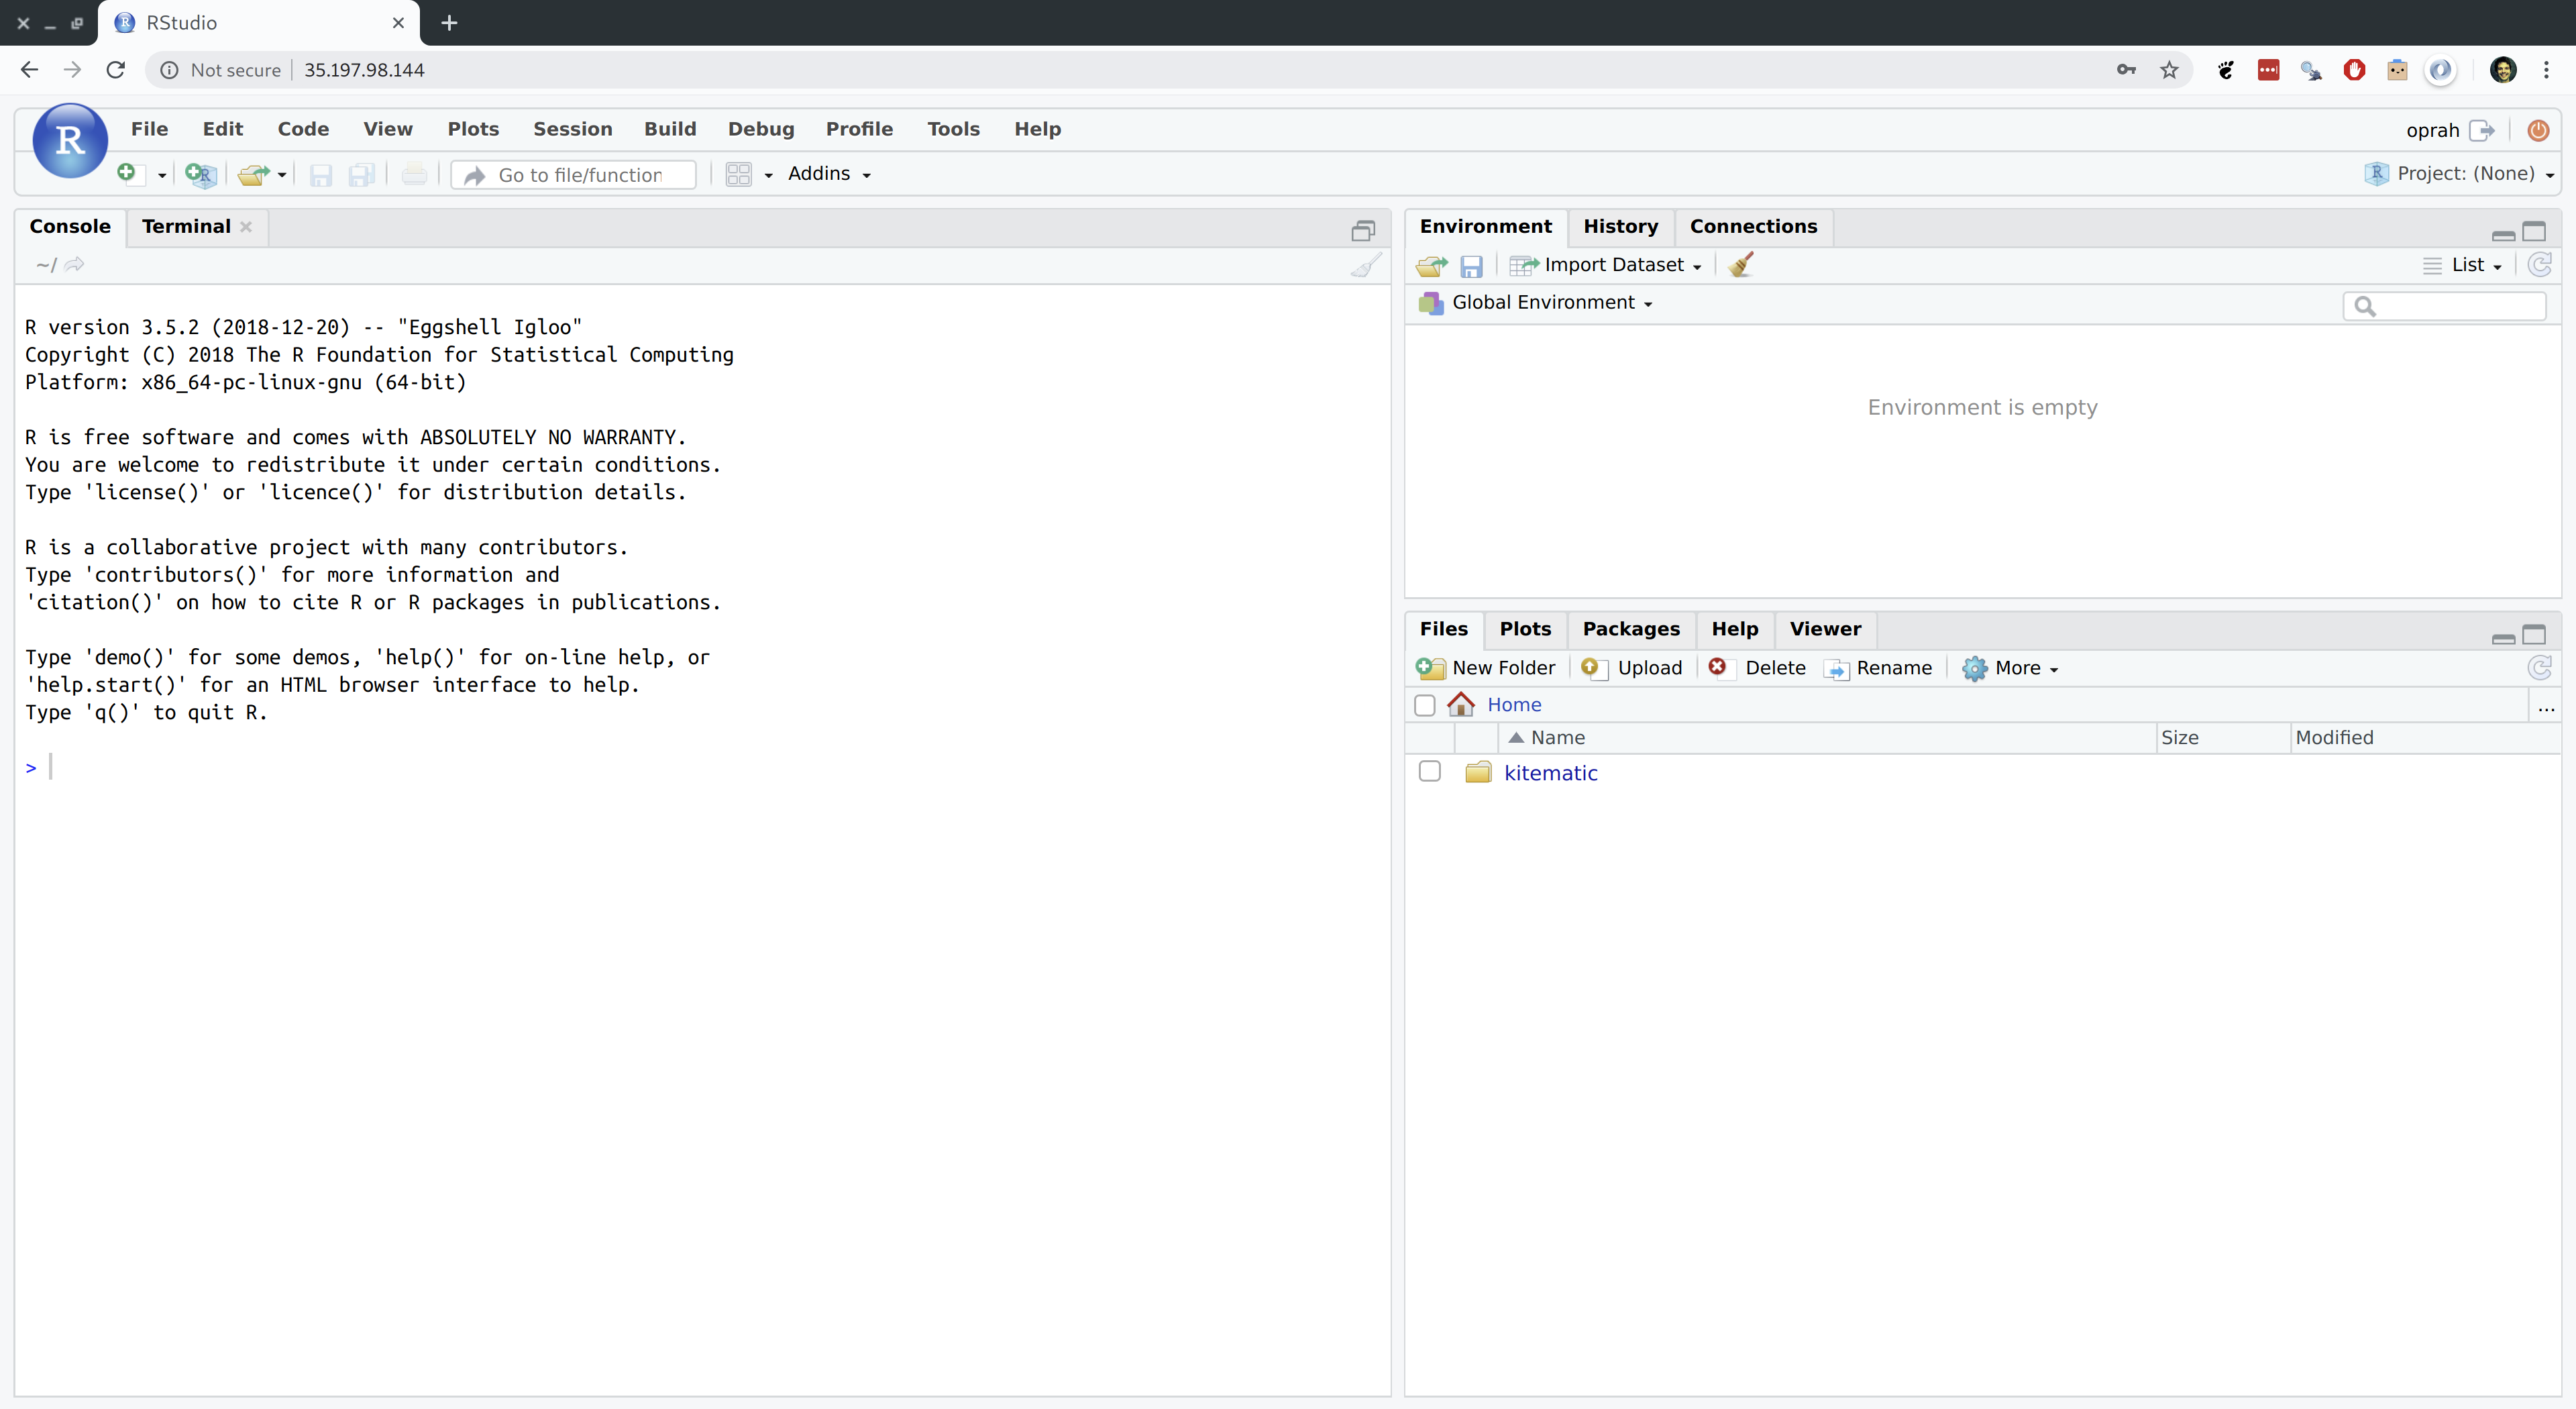 RStudio
Not secure 35.197.98.144
R File Edit Code View Plots Session Build Debug Profile Tools Help oprah
Go to file/function Addins Project: (None)
Console Terminal
~/
R version 3.5.2 (2018-12-20) -- "Eggshell Igloo"
Copyright (C) 2018 The R Foundation for Statistical Computing
Platform: x86_64-pc-linux-gnu (64-bit)
R is free software and comes with ABSOLUTELY NO WARRANTY.
You are welcome to redistribute it under certain conditions.
Type 'license()' or 'licence()' for distribution details.
R is a collaborative project with many contributors.
Type 'contributors()' for more information and
'citation()' on how to cite R or R packages in publications.
Type 'demo()' for some demos, 'help()' for on-line help, or
'help.start()' for an HTML browser interface to help.
Type 'q()' to quit R.
>
Environment History Connections
Import Dataset List
Global Environment
Environment is empty
Files Plots Packages Help Viewer
New Folder Upload Delete Rename More
Home ...
Name Size Modified
kitematic